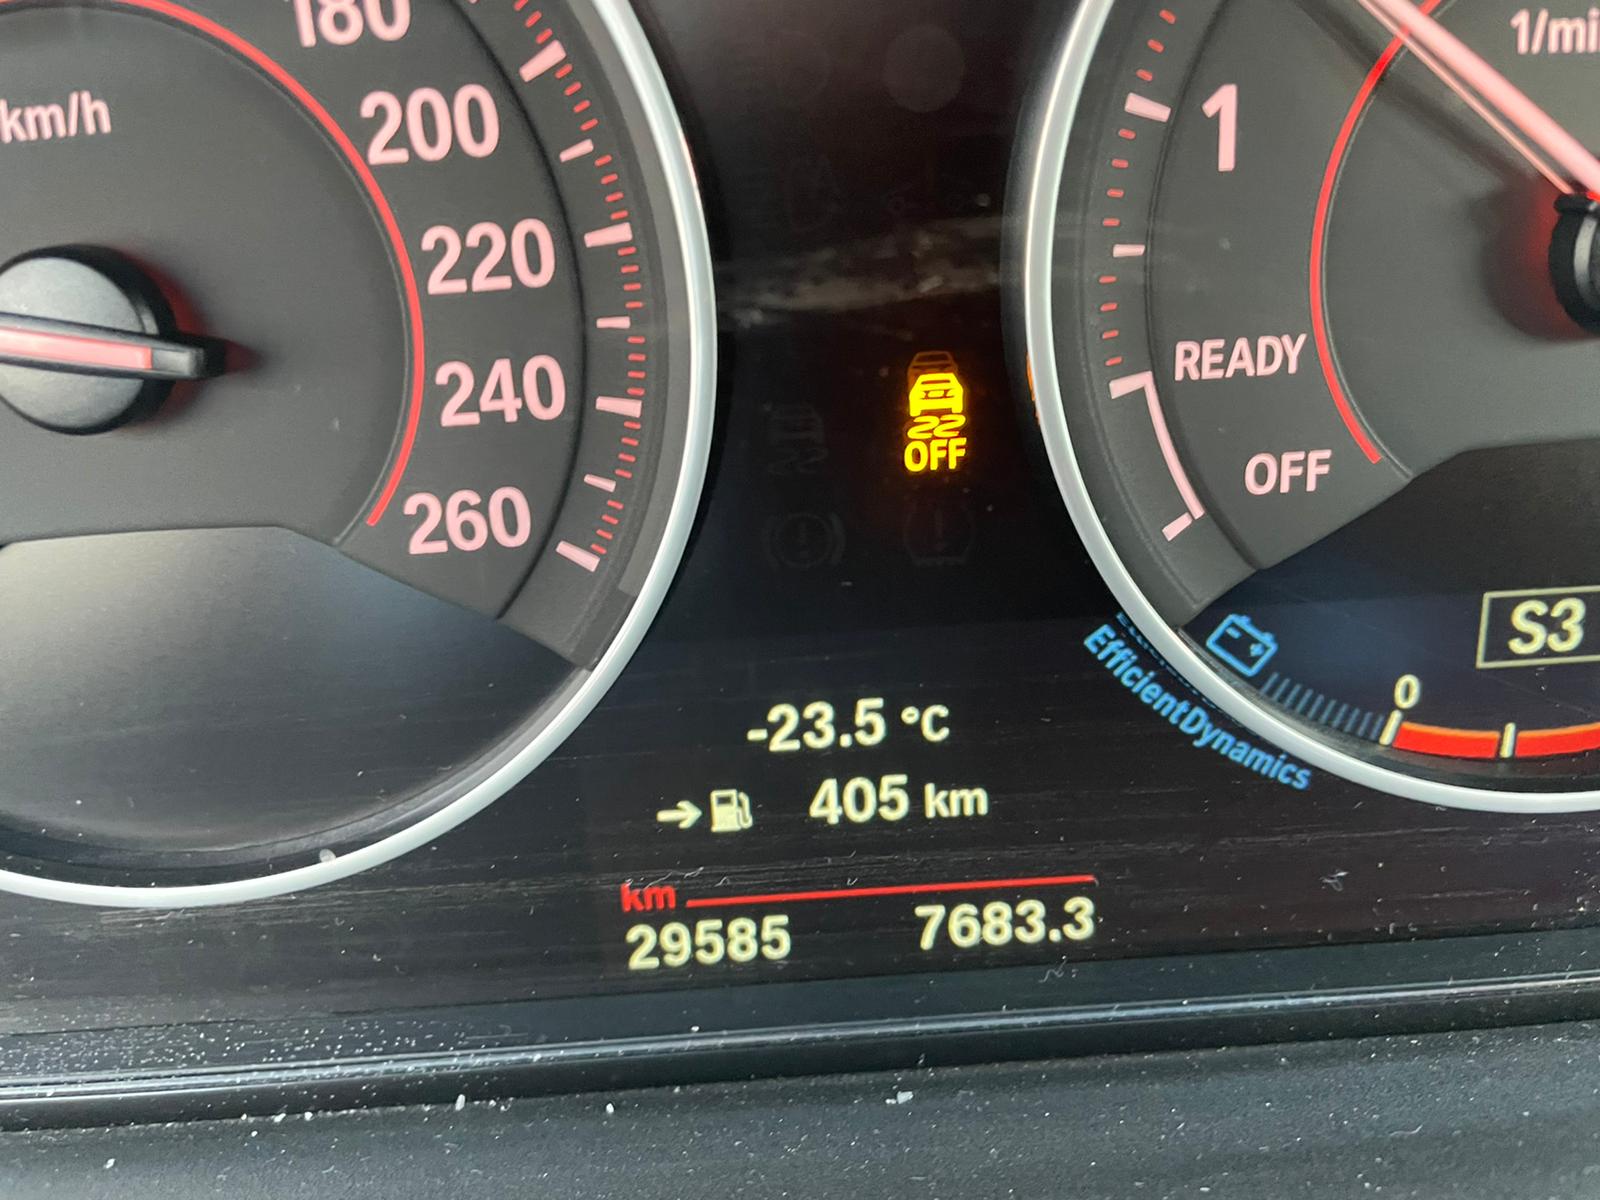 km/h
180
200
220
240
260
OFF
1/mi
1
READY
OFF
S3
0
EfficientDynamics
-23.5 °C
405 km
km
29585 7683.3